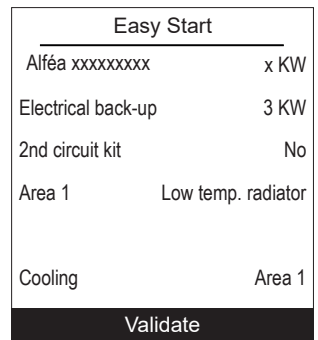 Easy Start
Alféa xxxxxxxxx x KW
Electrical back-up 3 KW
2nd circuit kit No
Area 1 Low temp. radiator
Cooling Area 1
Validate